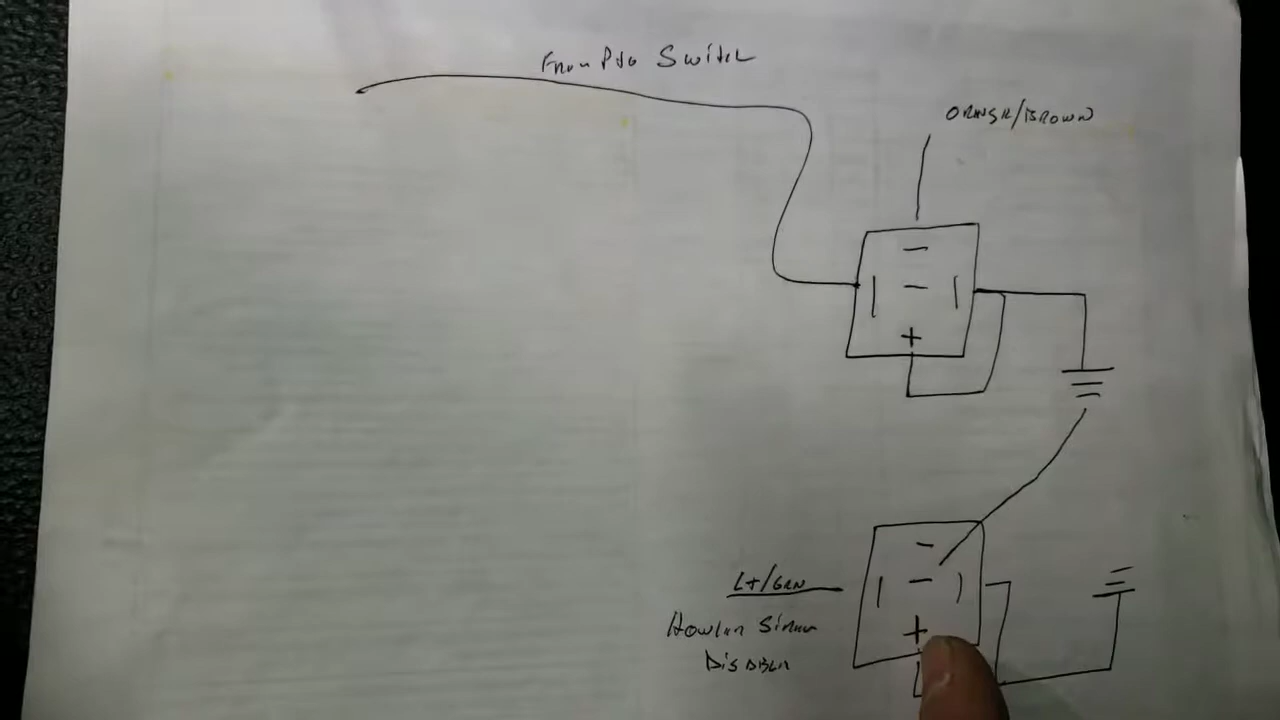 From Pto Switch
ORANGE/BROWN
Lt/GRN
Howler Siren
DisABLE